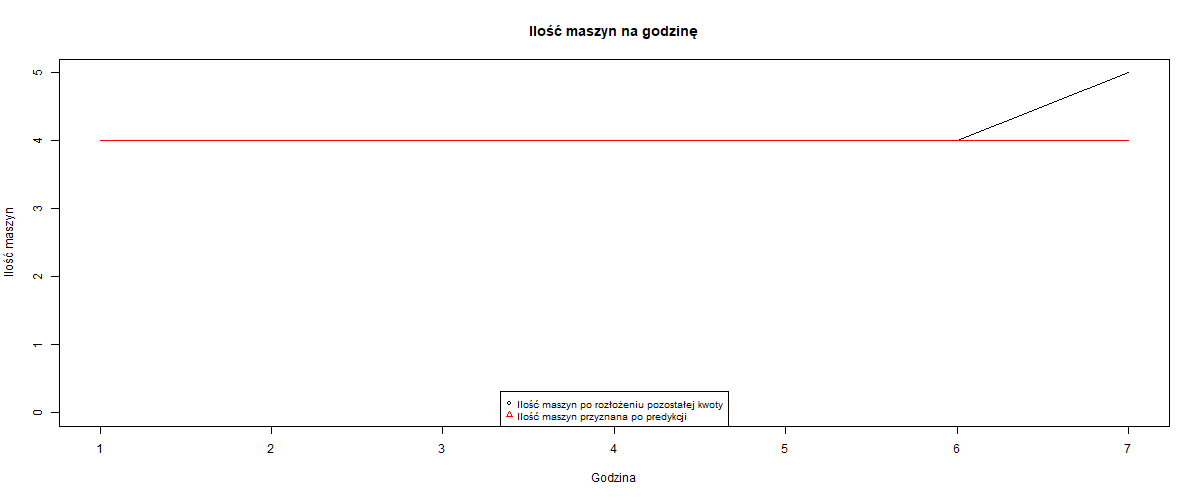 Ilość maszyn na godzinę
Ilość maszyn
5
4
3
2
1
0
Ilość maszyn po rozłożeniu pozostałej kwoty
Ilość maszyn przyznana po predykcji
1 2 3 4 5 6 7
Godzina